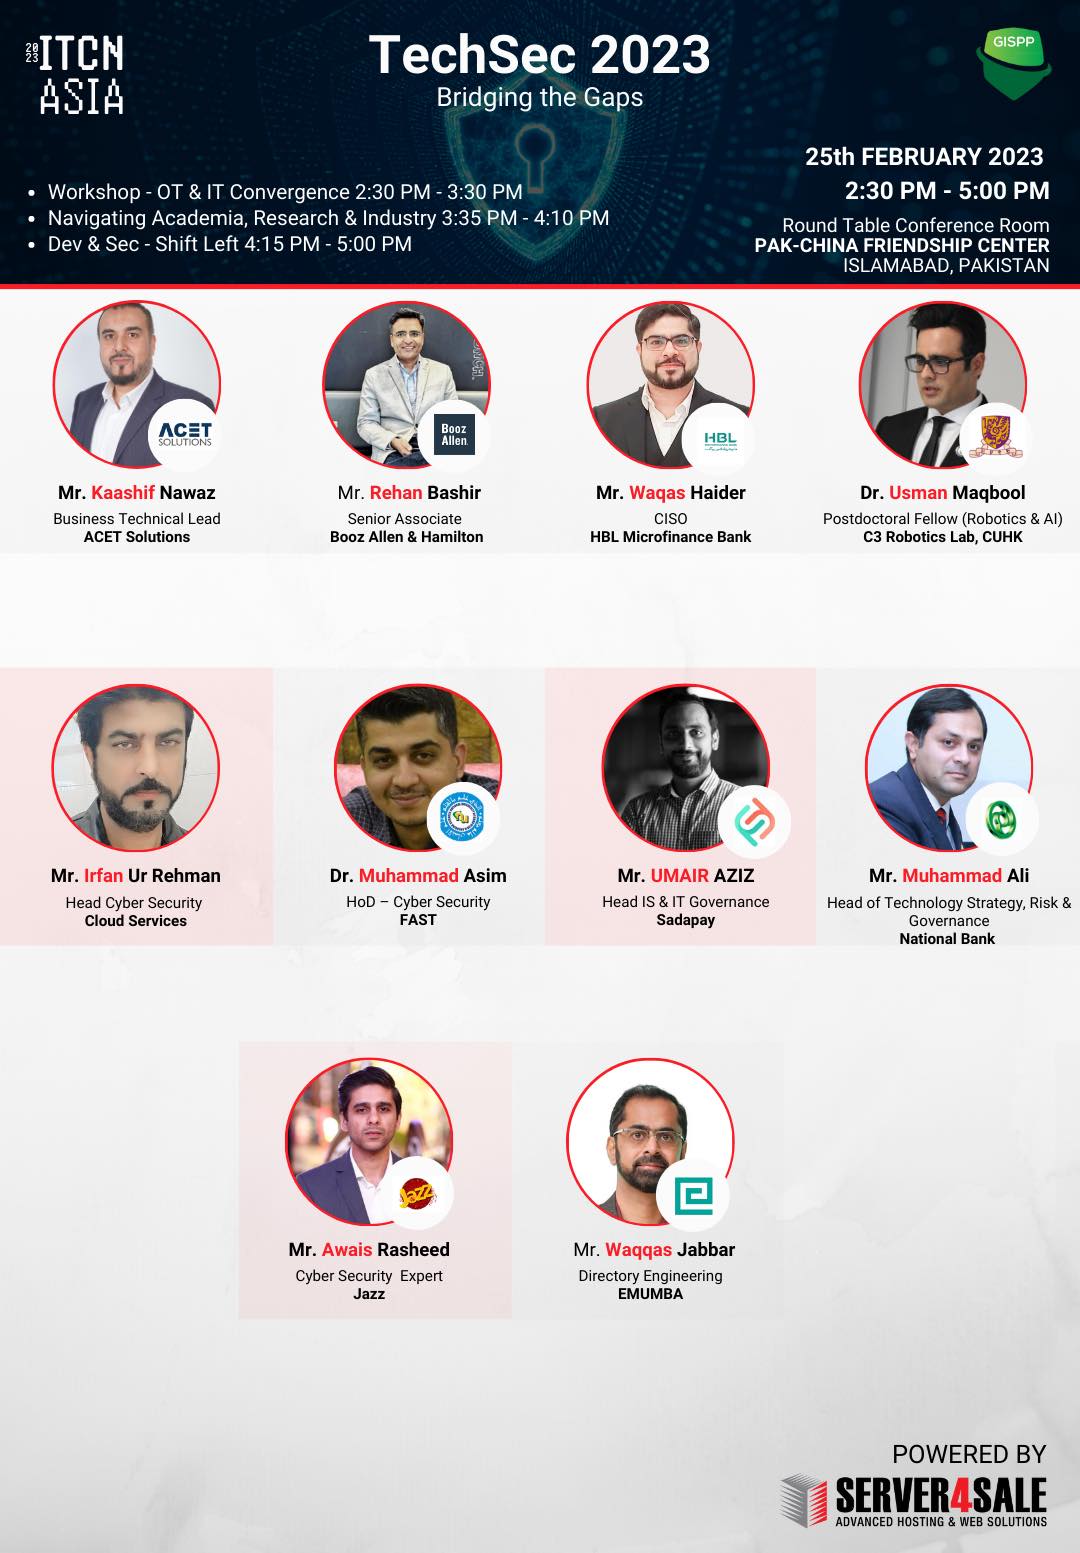 2023 ITCN
ASIA
TechSec 2023
Bridging the Gaps
GISPP
25th FEBRUARY 2023
2:30 PM - 5:00 PM
Round Table Conference Room
PAK-CHINA FRIENDSHIP CENTER
ISLAMABAD, PAKISTAN
• Workshop - OT & IT Convergence 2:30 PM - 3:30 PM
• Navigating Academia, Research & Industry 3:35 PM - 4:10 PM
• Dev & Sec - Shift Left 4:15 PM - 5:00 PM
ACET
SOLUTIONS
Mr. Kaashif Nawaz
Business Technical Lead
ACET Solutions
Booz
Allen
Mr. Rehan Bashir
Senior Associate
Booz Allen & Hamilton
HBL
Mr. Waqas Haider
CISO
HBL Microfinance Bank
Dr. Usman Maqbool
Postdoctoral Fellow (Robotics & AI)
C3 Robotics Lab, CUHK
Mr. Irfan Ur Rehman
Head Cyber Security
Cloud Services
Dr. Muhammad Asim
HoD – Cyber Security
FAST
Mr. UMAIR AZIZ
Head IS & IT Governance
Sadapay
Mr. Muhammad Ali
Head of Technology Strategy, Risk &
Governance
National Bank
Jazz
Mr. Awais Rasheed
Cyber Security Expert
Jazz
Mr. Waqqas Jabbar
Directory Engineering
EMUMBA
POWERED BY
SERVER4SALE
ADVANCED HOSTING & WEB SOLUTIONS